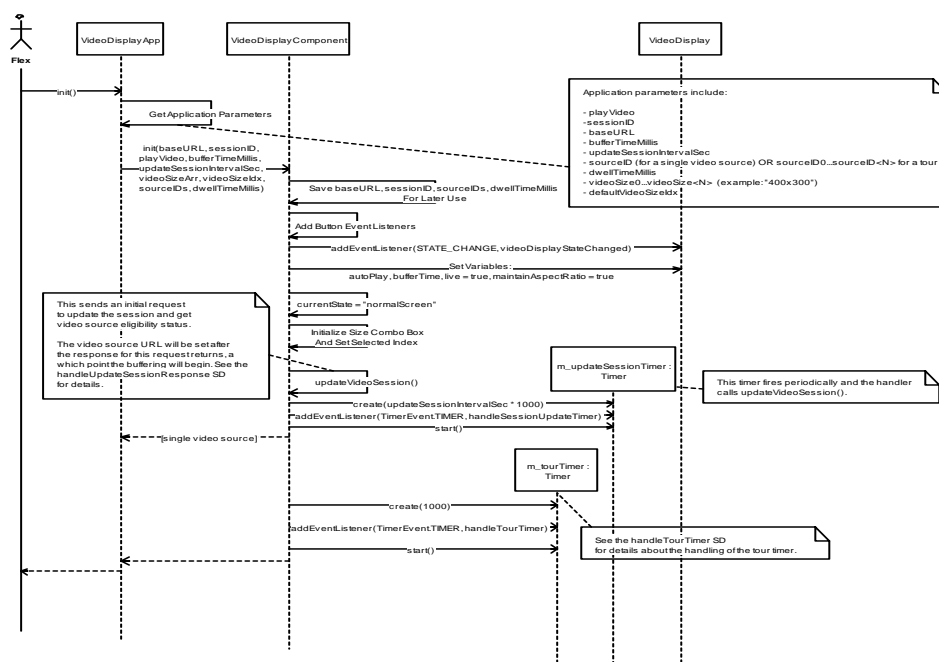 VideoDisplayApp
VideoDisplayComponent
VideoDisplay
Flex
init()
Get Application Parameters
Application parameters include:
- playVideo
-sessionID
- baseURL
- bufferTimeMillis
- updateSessionIntervalSec
- sourceID (for a single video source) OR sourceID0...sourceID<N> for a tour
- dwellTimeMillis
- videoSize0...videoSize<N> (example: "400x300")
- defaultVideoSizeIdx
init(baseURL, sessionID,
playVideo, bufferTimeMillis,
updateSessionIntervalSec,
videoSizeArr, videoSizeIdx,
sourceIDs, dwellTimeMillis)
Save baseURL, sessionID, sourceIDs, dwellTimeMillis
For Later Use
Add Button Event Listeners
addEventListener(STATE_CHANGE, videoDisplayStateChanged)
Set Variables:
autoPlay, bufferTime, live = true, maintainAspectRatio = true
currentState = "normalScreen"
This sends an initial request
to update the session and get
video source eligibility status.
The video source URL will be set after
the response for this request returns, a
which point the buffering will begin. See the
handleUpdateSessionResponse SD
for details.
Initialize Size Combo Box
And Set Selected Index
updateVideoSession()
m_updateSessionTimer :
Timer
This timer fires periodically and the handler
calls updateVideoSession().
create(updateSessionIntervalSec * 1000)
addEventListener(TimerEvent.TIMER, handleSessionUpdateTimer)
start()
[single video source]
m_tourTimer :
Timer
create(1000)
addEventListener(TimerEvent.TIMER, handleTourTimer)
See the handleTourTimer SD
for details about the handling of the tour timer.
start()